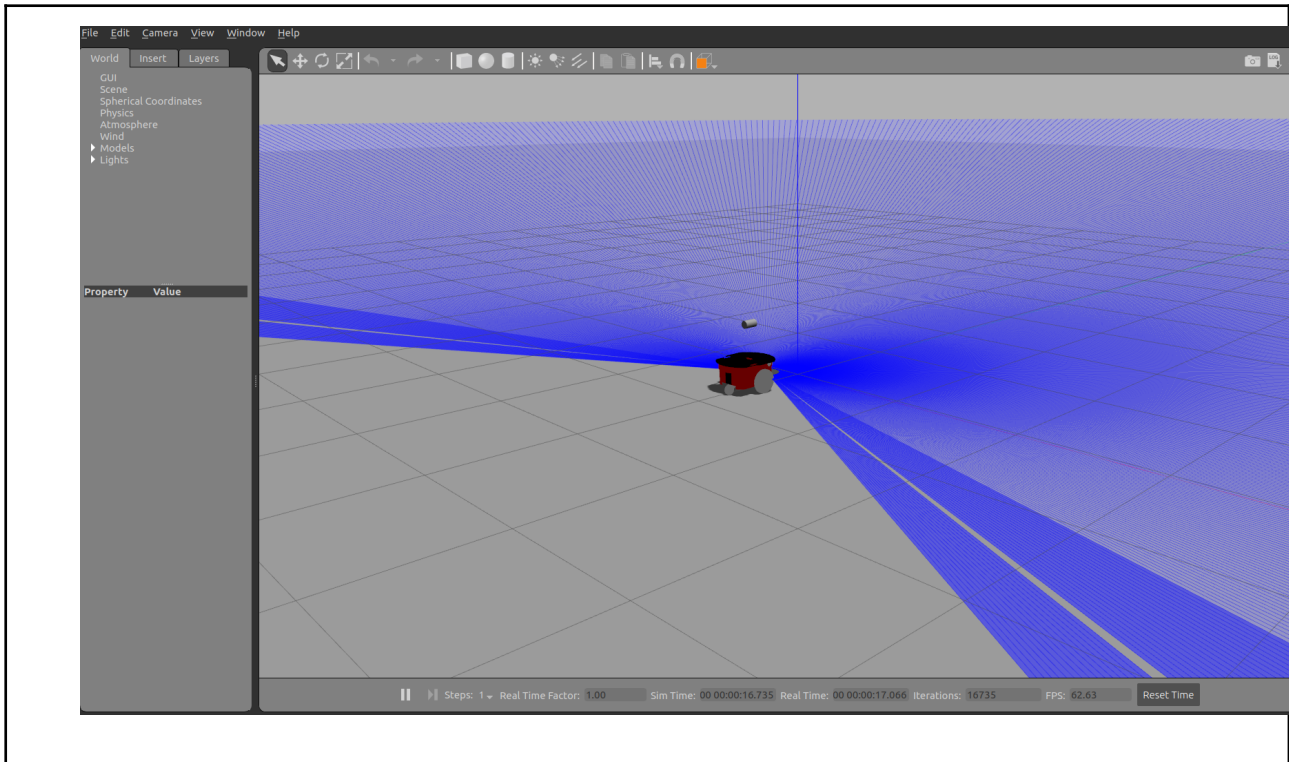 File Edit Camera View Window Help
World Insert Layers
GUI
Scene
Spherical Coordinates
Physics
Atmosphere
Wind
Models
Lights
Property Value
Steps: 1 Real Time Factor: 1.00 Sim Time: 00 00:00:16.735 Real Time: 00 00:00:17.066 Iterations: 16735 FPS: 62.63 Reset Time